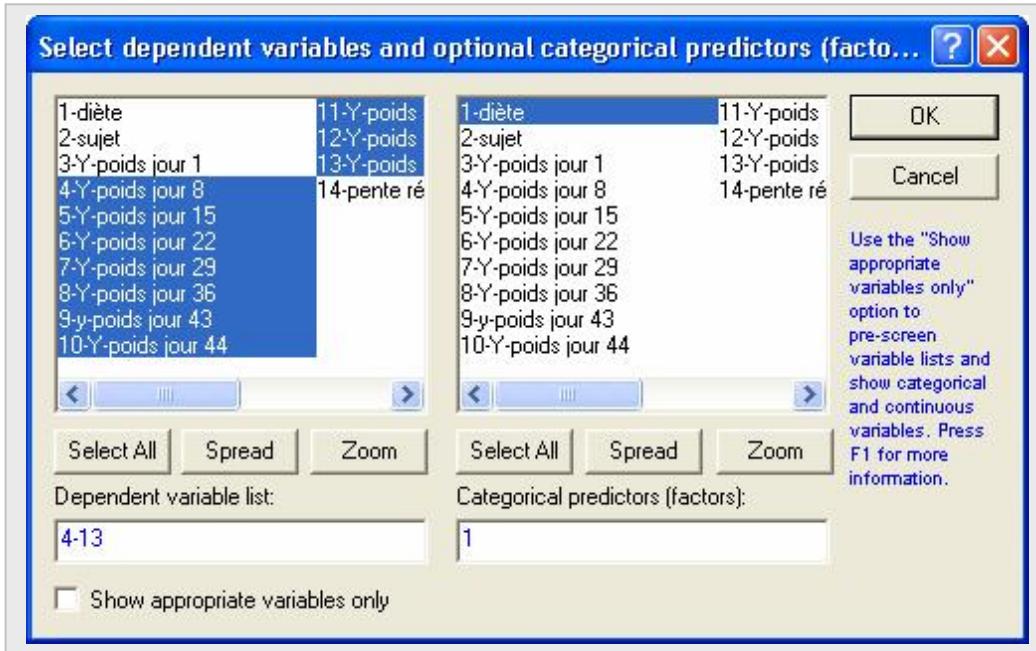 Select dependent variables and optional categorical predictors (facto...
1-diète
2-sujet
3-Y-poids jour 1
4-Y-poids jour 8
5-Y-poids jour 15
6-Y-poids jour 22
7-Y-poids jour 29
8-Y-poids jour 36
9-y-poids jour 43
10-Y-poids jour 44
11-Y-poids
12-Y-poids
13-Y-poids
14-pente ré
Select All
Spread
Zoom
Dependent variable list:
4-13
Show appropriate variables only
1-diète
2-sujet
3-Y-poids jour 1
4-Y-poids jour 8
5-Y-poids jour 15
6-Y-poids jour 22
7-Y-poids jour 29
8-Y-poids jour 36
9-y-poids jour 43
10-Y-poids jour 44
11-Y-poids
12-Y-poids
13-Y-poids
14-pente ré
Select All
Spread
Zoom
Categorical predictors (factors):
1
OK
Cancel
Use the "Show
appropriate
variables only"
option to
pre-screen
variable lists and
show categorical
and continuous
variables. Press
F1 for more
information.